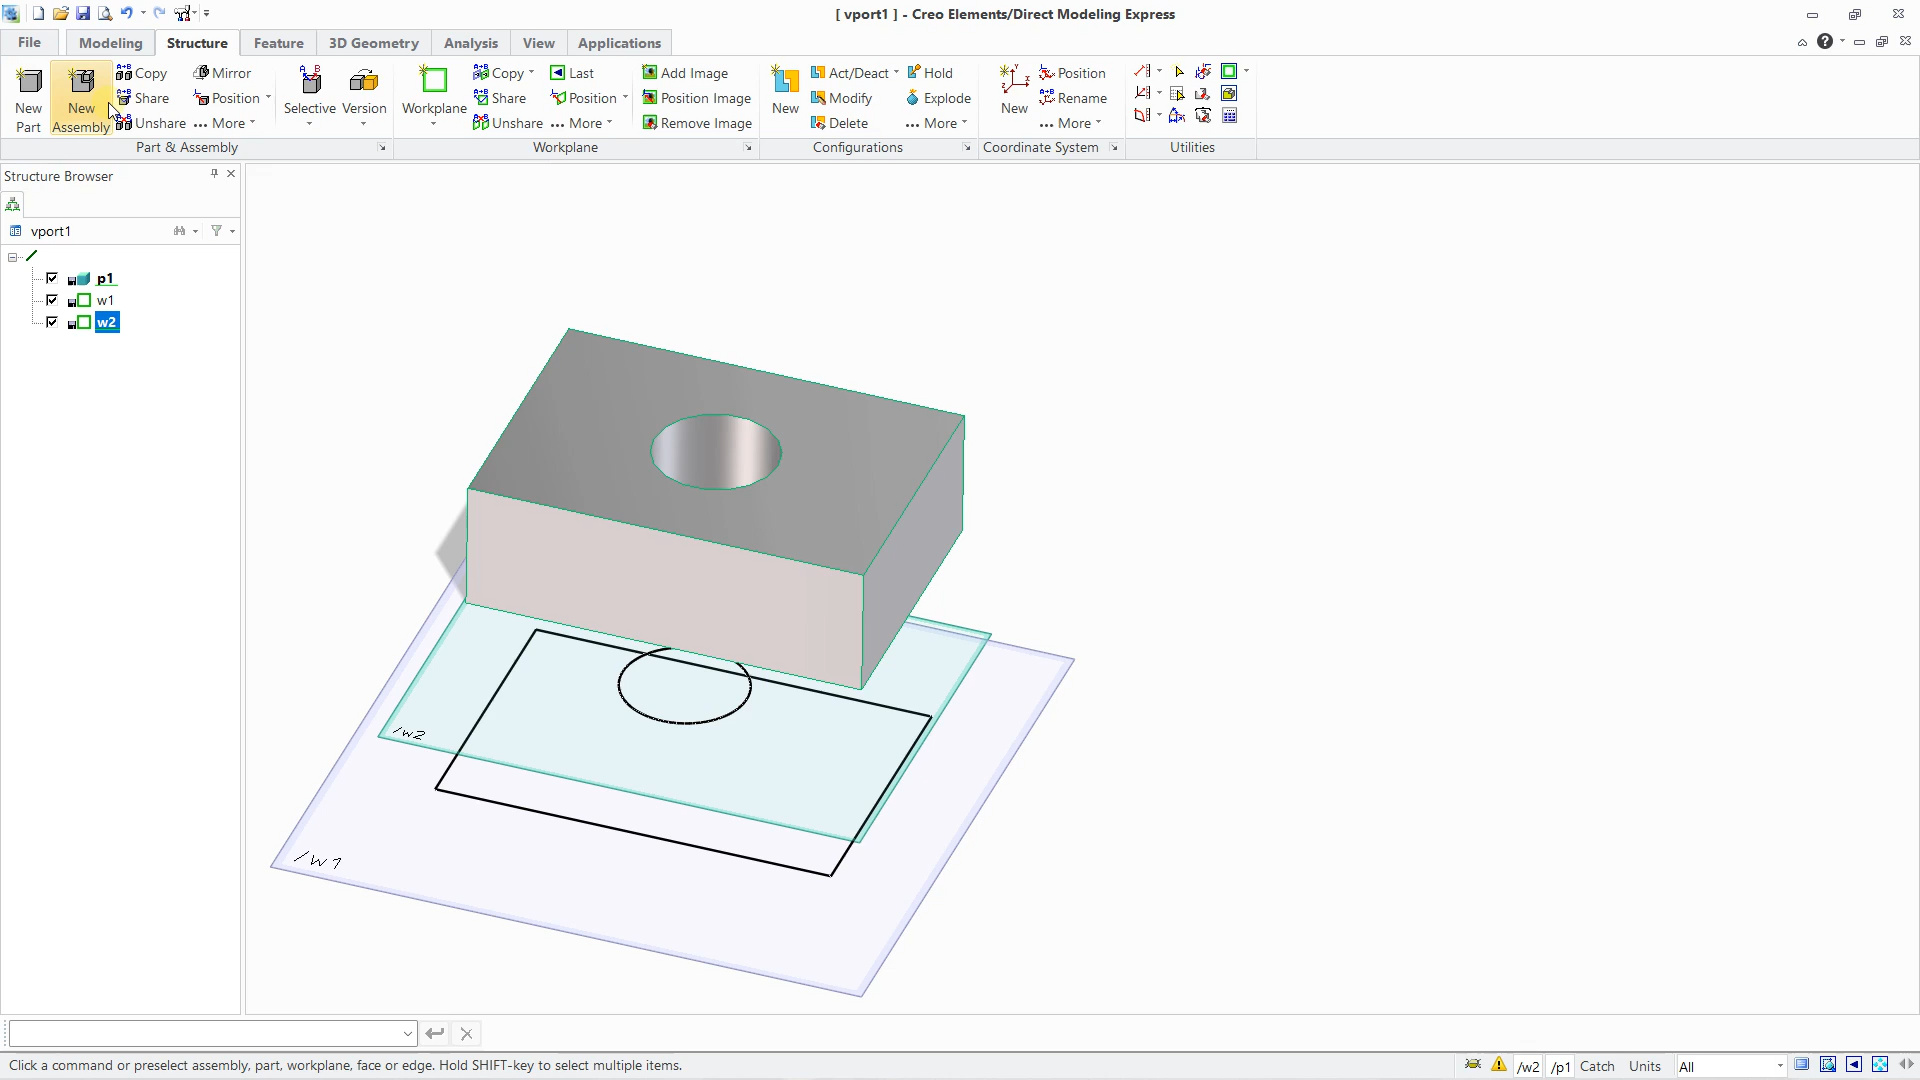 [ vport1 ] - Creo Elements/Direct Modeling Express
File Modeling Structure Feature 3D Geometry Analysis View Applications
New Part
New Assembly
Copy
Share
Unshare
Mirror
Position
... More
Selective
Version
Workplane
Copy
Share
Unshare
Last
Position
... More
Add Image
Position Image
Remove Image
New
Act/Deact
Modify
Delete
Hold
Explode
... More
New
Position
Rename
... More
Part & Assembly Workplane Configurations Coordinate System Utilities
Structure Browser
vport1
p1
w1
w2
/w2
/w1
Click a command or preselect assembly, part, workplane, face or edge. Hold SHIFT-key to select multiple items.
/w2 /p1 Catch Units All